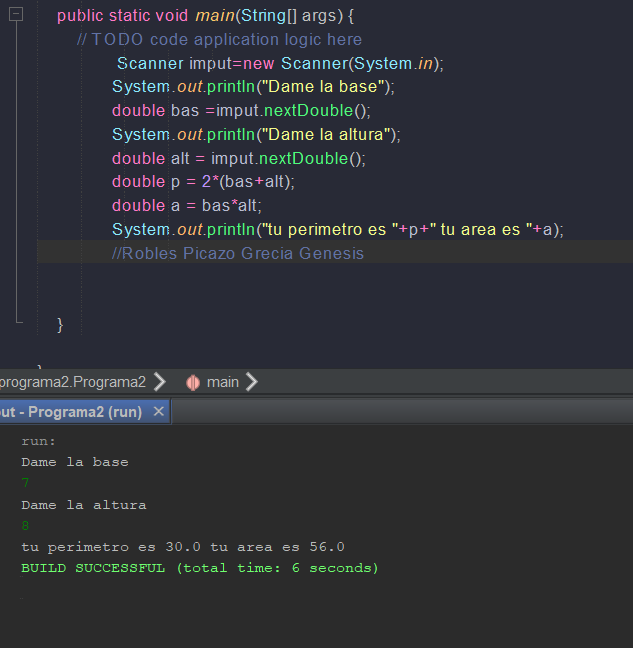 public static void main(String[] args) {
// TODO code application logic here
Scanner imput=new Scanner(System.in);
System.out.println("Dame la base");
double bas =imput.nextDouble();
System.out.println("Dame la altura");
double alt = imput.nextDouble();
double p = 2*(bas+alt);
double a = bas*alt;
System.out.println("tu perimetro es "+p+" tu area es "+a);
//Robles Picazo Grecia Genesis
}
programa2.Programa2 main
- Programa2 (run) ×
run:
Dame la base
7
Dame la altura
8
tu perimetro es 30.0 tu area es 56.0
BUILD SUCCESSFUL (total time: 6 seconds)